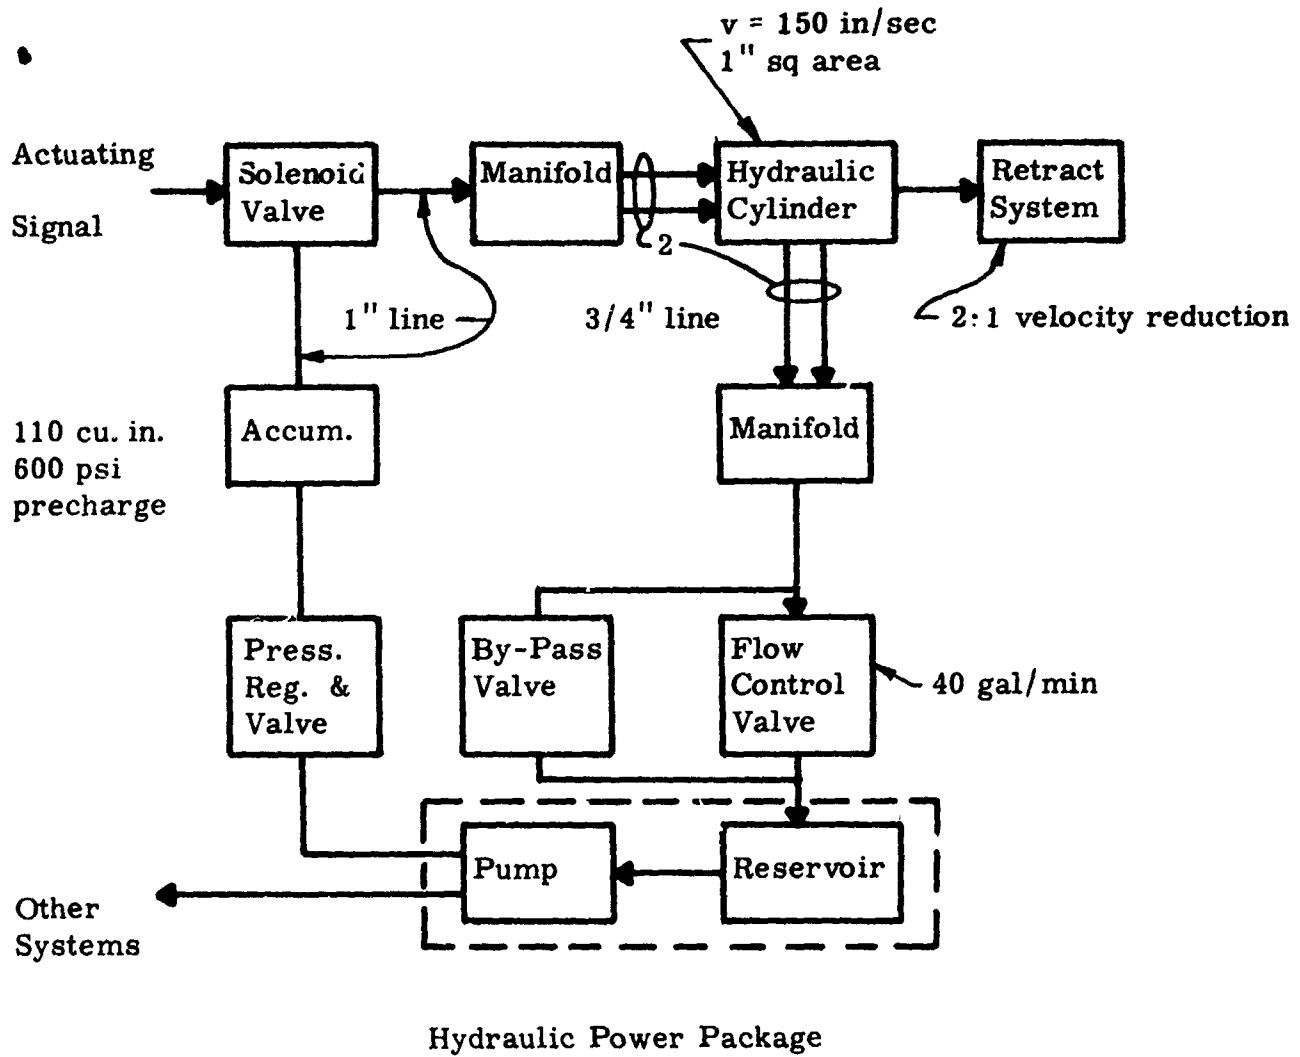 v = 150 in/sec
1" sq area
Actuating
Signal
Solenoid
Valve
Manifold
Hydraulic
Cylinder
Retract
System
2
1" line
3/4" line
2:1 velocity reduction
110 cu. in.
600 psi
precharge
Accum.
Manifold
Press.
Reg. &
Valve
By-Pass
Valve
Flow
Control
Valve
40 gal/min
Pump
Reservoir
Other
Systems
Hydraulic Power Package